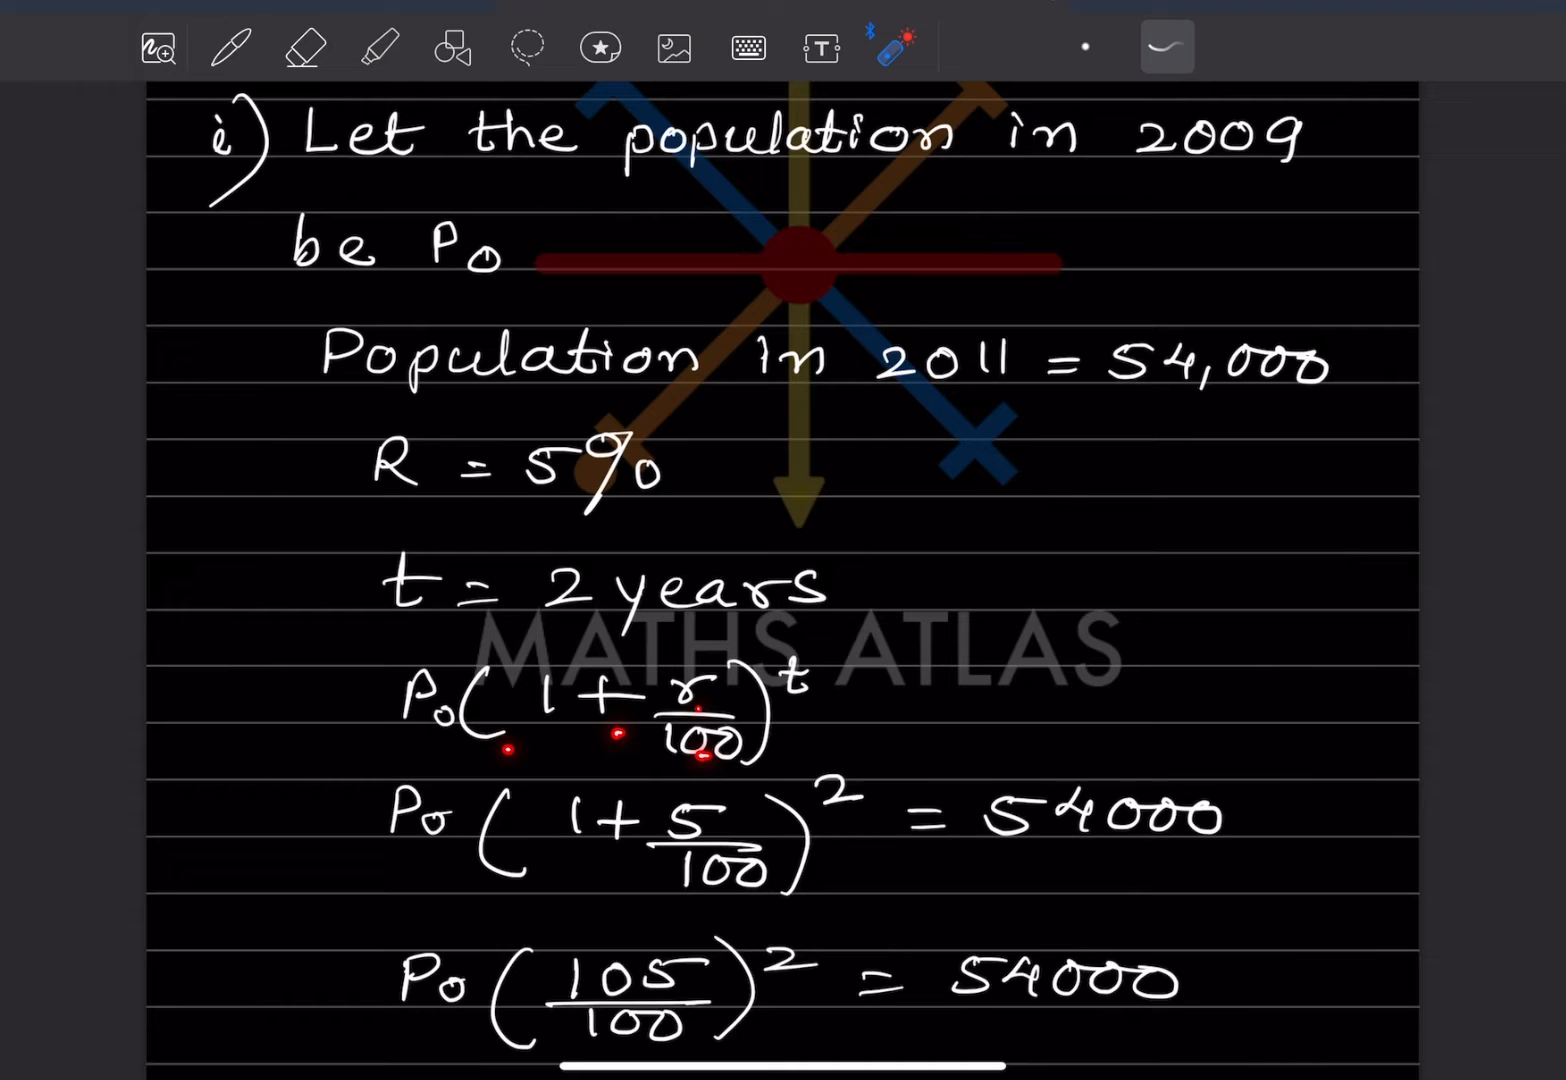 i) Let the population in 2009
be P₀
Population in 2011 = 54,000
R = 5%
t = 2 years
MATHS ATLAS
P₀(1 + r/100)^t
P₀(1 + 5/100)^2 = 54000
P₀(105/100)^2 = 54000